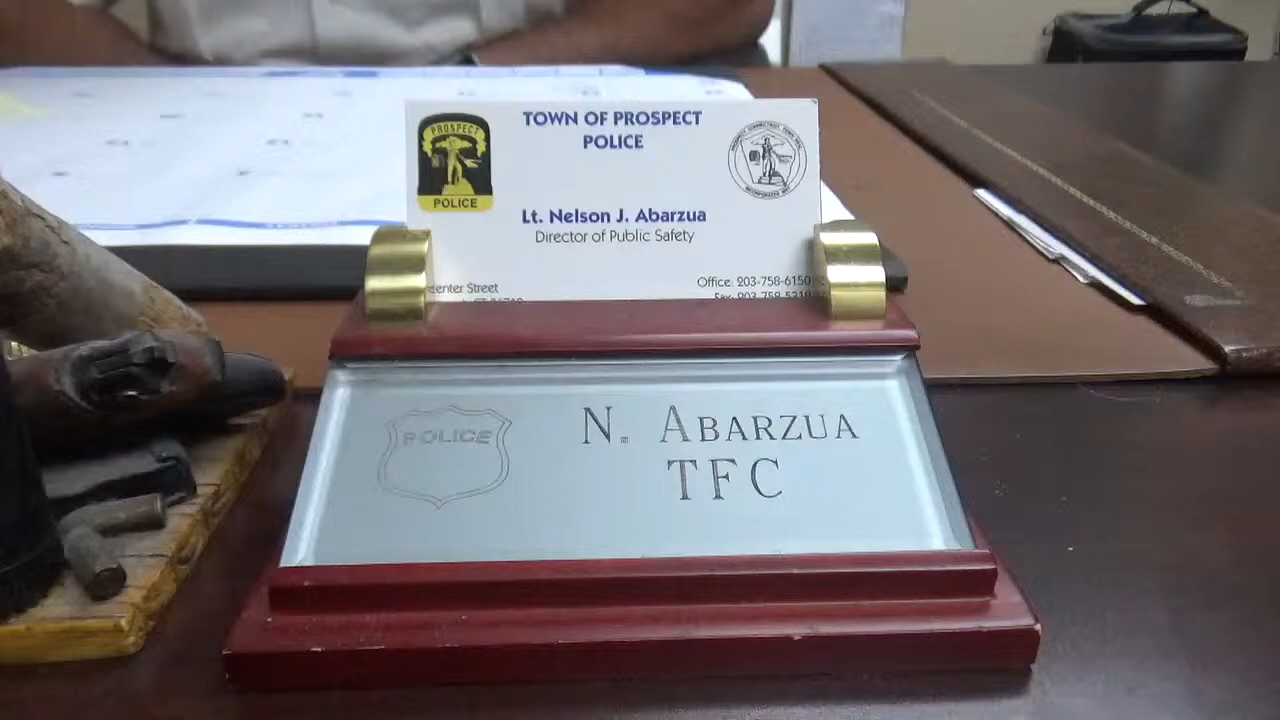 PROSPECT
POLICE
TOWN OF PROSPECT
POLICE
Lt. Nelson J. Abarzua
Director of Public Safety
Center Street
Office: 203-758-6150
Fax:
POLICE
N. ABARZUA
TFC